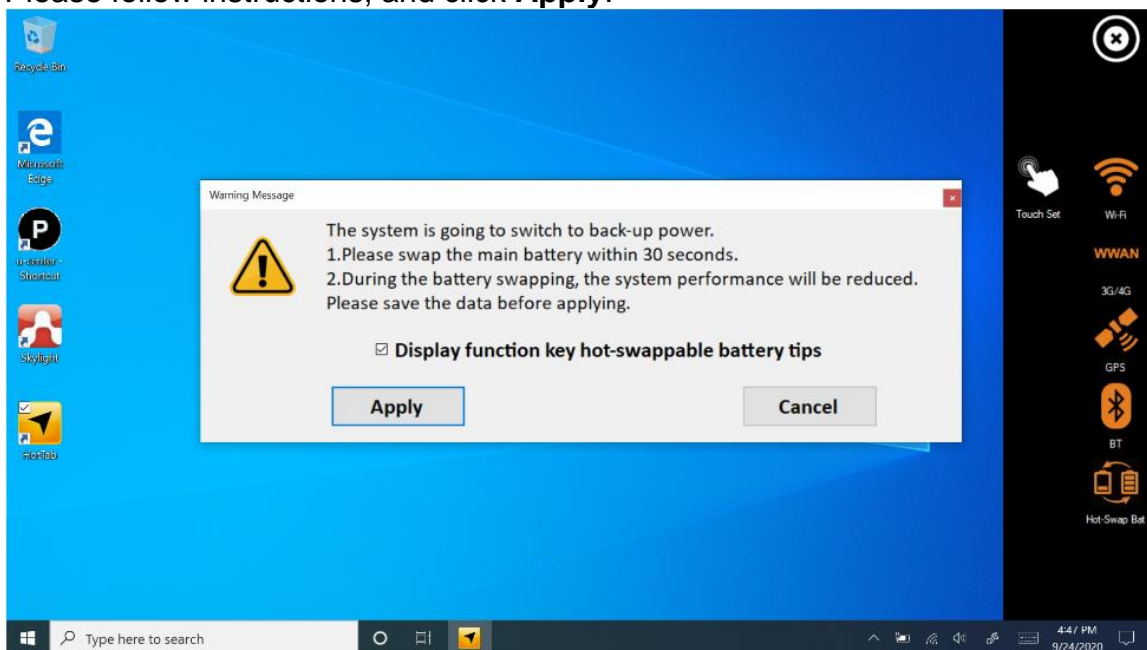 Please follow instructions, and click Apply.
Recycle Bin
Microsoft
Edge
u-center -
Shortcut
Skylight
HotTab
Warning Message
The system is going to switch to back-up power.
1.Please swap the main battery within 30 seconds.
2.During the battery swapping, the system performance will be reduced.
Please save the data before applying.
Display function key hot-swappable battery tips
Apply
Cancel
Touch Set
Wi-Fi
WWAN
3G/4G
GPS
BT
Hot-Swap Bat
Type here to search
4:47 PM
9/24/2020